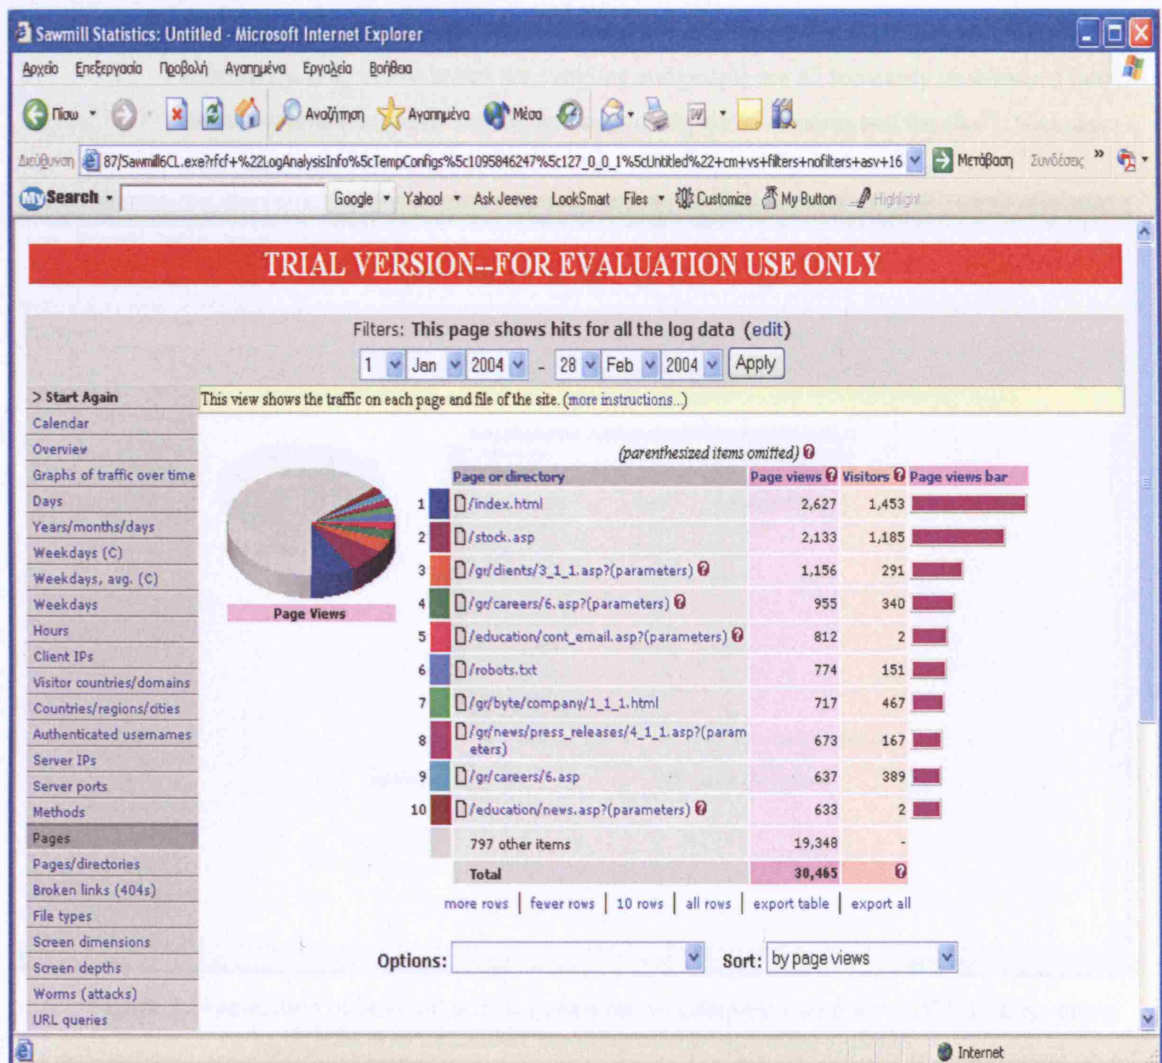 Sawmill Statistics: Untitled - Microsoft Internet Explorer
Αρχείο Επεξεργασία Προβολή Αγαπημένα Εργαλεία Βοήθεια
Πίσω Αναζήτηση Αγαπημένα Μέσα
Διεύθυνση 87/Sawmill6CL.exe?rfcf+%22LogAnalysisInfo%5cTempConfigs%5c1095846247%5c127_0_0_1%5cUntitled%22+cm+vs+filters+nofilters+asv+16 Μετάβαση Συνδέσεις »
My Search Google Yahoo! Ask Jeeves LookSmart Files Customize My Button Highlight
TRIAL VERSION--FOR EVALUATION USE ONLY
Filters: This page shows hits for all the log data (edit)
1 Jan 2004 - 28 Feb 2004 Apply
> Start Again
Calendar
Overview
Graphs of traffic over time
Days
Years/months/days
Weekdays (C)
Weekdays, avg. (C)
Weekdays
Hours
Client IPs
Visitor countries/domains
Countries/regions/cities
Authenticated usernames
Server IPs
Server ports
Methods
Pages
Pages/directories
Broken links (404s)
File types
Screen dimensions
Screen depths
Worms (attacks)
URL queries
This view shows the traffic on each page and file of the site. (more instructions...)
Page Views
(parenthesized items omitted) ?
Page or directory Page views ? Visitors ? Page views bar
1 /index.html 2,627 1,453
2 /stock.asp 2,133 1,185
3 /gr/clients/3_1_1.asp?(parameters) ? 1,156 291
4 /gr/careers/6.asp?(parameters) ? 955 340
5 /education/cont_email.asp?(parameters) ? 812 2
6 /robots.txt 774 151
7 /gr/byte/company/1_1_1.html 717 467
8 /gr/news/press_releases/4_1_1.asp?(param
eters) 673 167
9 /gr/careers/6.asp 637 389
10 /education/news.asp?(parameters) ? 633 2
797 other items 19,348 -
Total 30,465 ?
more rows | fewer rows | 10 rows | all rows | export table | export all
Options: Sort: by page views
Internet